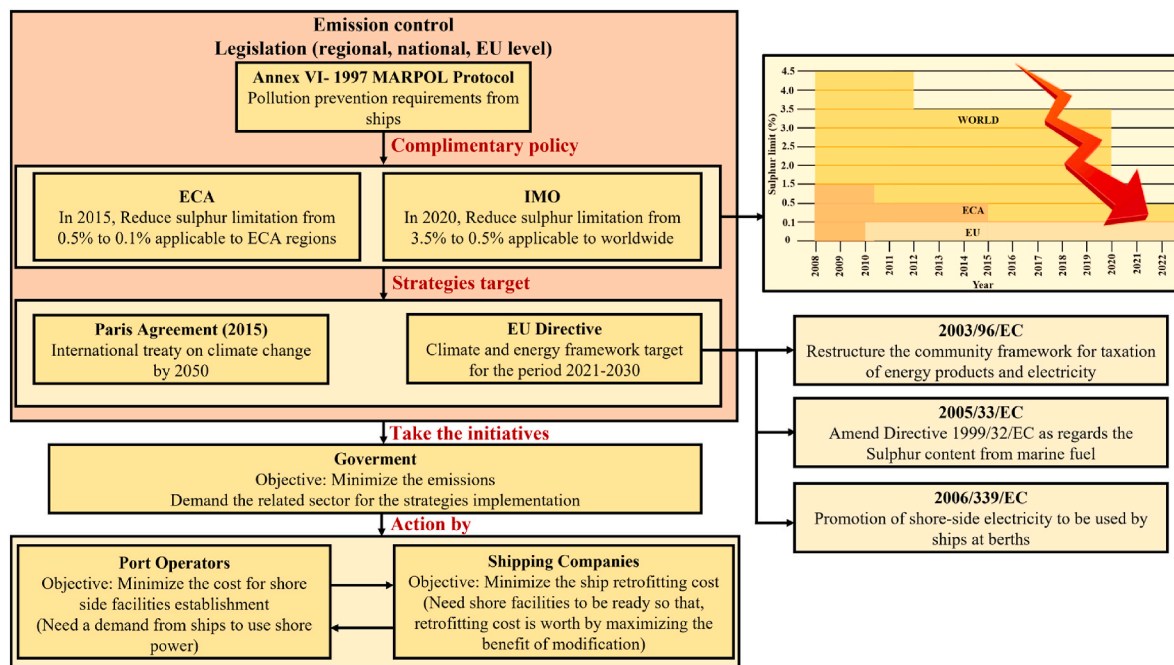 Emission control
Legislation (regional, national, EU level)
Annex VI- 1997 MARPOL Protocol
Pollution prevention requirements from
ships
Complimentary policy
ECA
In 2015, Reduce sulphur limitation from
0.5% to 0.1% applicable to ECA regions
IMO
In 2020, Reduce sulphur limitation from
3.5% to 0.5% applicable to worldwide
Strategies target
Paris Agreement (2015)
International treaty on climate change
by 2050
EU Directive
Climate and energy framework target
for the period 2021-2030
Take the initiatives
Goverment
Objective: Minimize the emissions
Demand the related sector for the strategies implementation
Action by
Port Operators
Objective: Minimize the cost for shore
side facilities establishment
(Need a demand from ships to use shore
power)
Shipping Companies
Objective: Minimize the ship retrofitting cost
(Need shore facilities to be ready so that,
retrofitting cost is worth by maximizing the
benefit of modification)
Sulphur limit (%)
4.5
4.0
3.5
3.0
2.5
2.0
1.5
0.5
0.1
0
WORLD
ECA
EU
2008
2009
2010
2011
2012
2013
2014
2015
2016
2017
2018
2019
2020
2021
2022
Year
2003/96/EC
Restructure the community framework for taxation
of energy products and electricity
2005/33/EC
Amend Directive 1999/32/EC as regards the
Sulphur content from marine fuel
2006/339/EC
Promotion of shore-side electricity to be used by
ships at berths